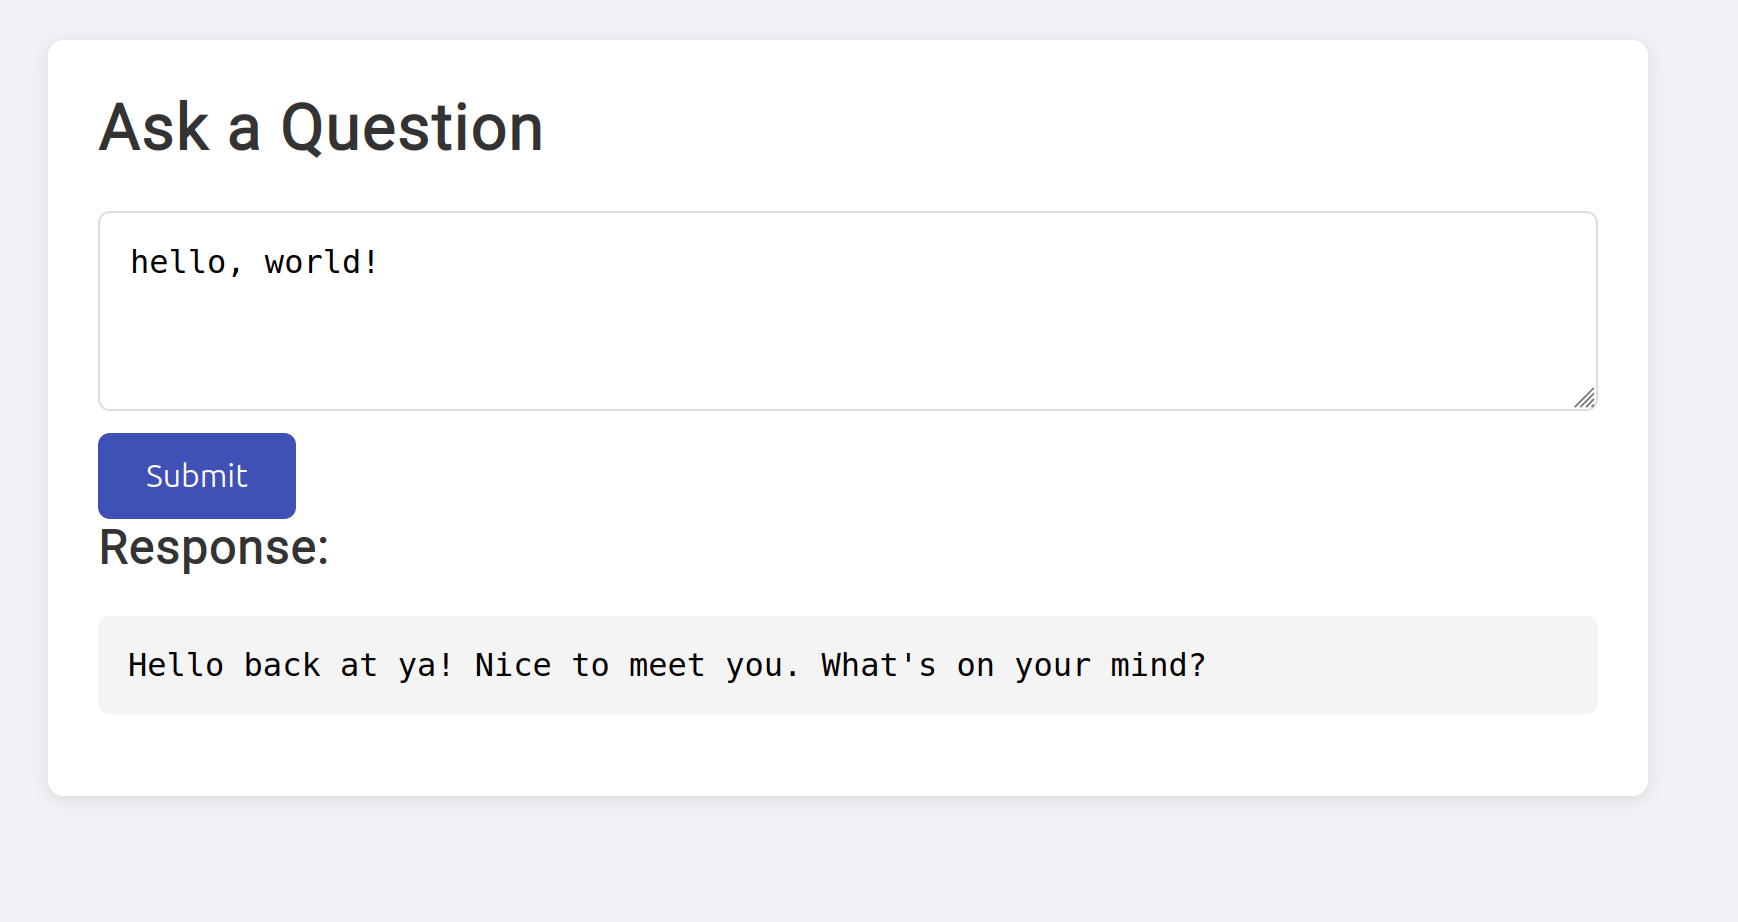 Ask a Question
hello, world!
Submit
Response:
Hello back at ya! Nice to meet you. What's on your mind?